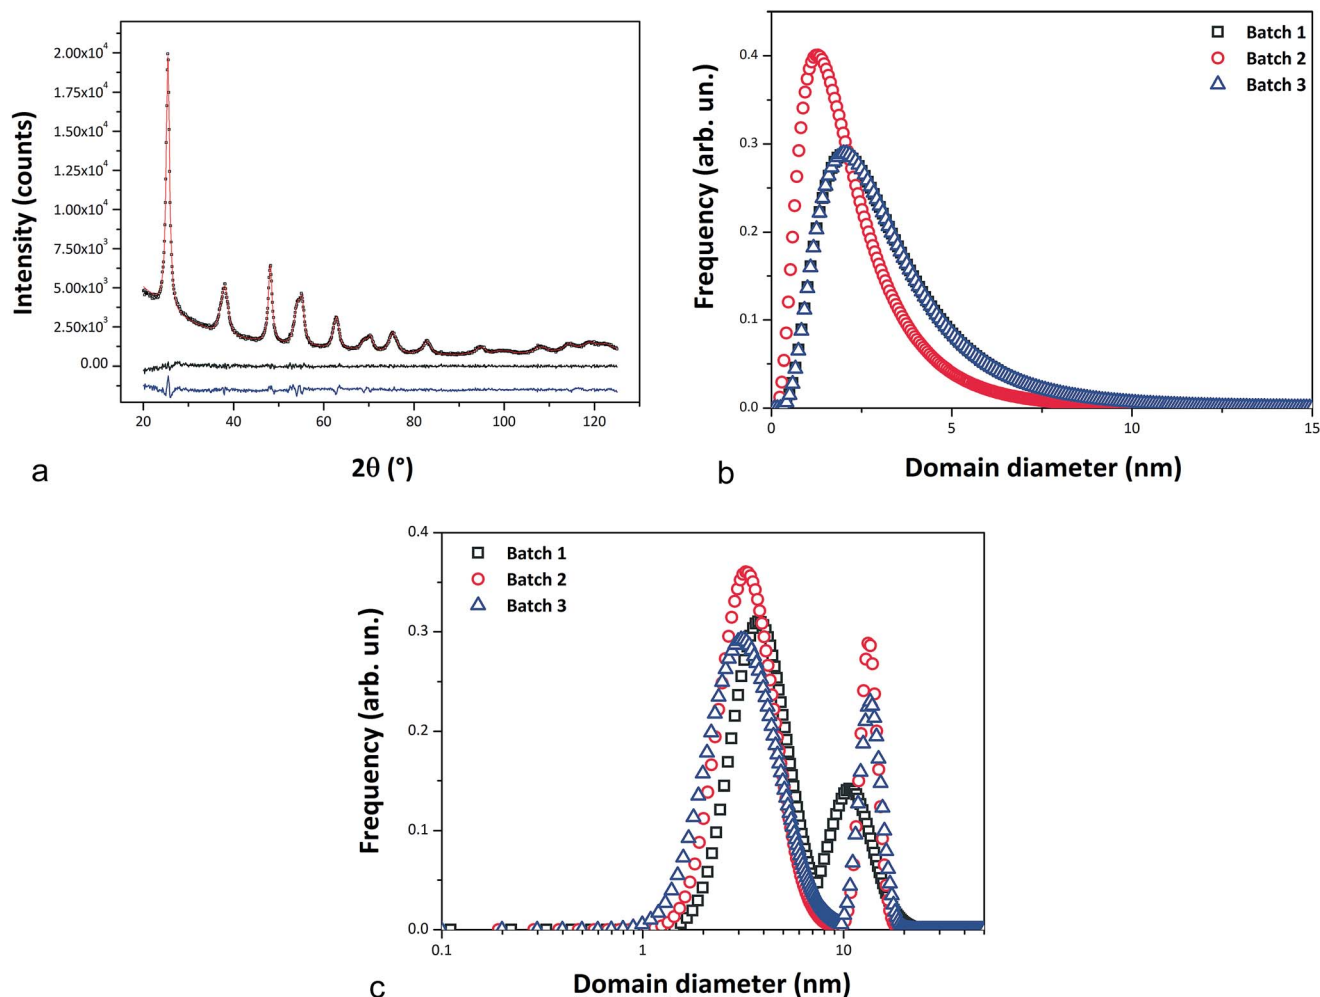 2.00x10⁴
1.75x10⁴
1.50x10⁴
1.25x10⁴
1.00x10⁴
7.50x10³
5.00x10³
2.50x10³
0.00
Intensity (counts)
20 40 60 80 100 120
2θ (°)
a
0.4
0.3
0.2
0.1
0.0
Frequency (arb. un.)
Batch 1
Batch 2
Batch 3
0 5 10 15
Domain diameter (nm)
b
0.4
0.3
0.2
0.1
0.0
Frequency (arb. un.)
Batch 1
Batch 2
Batch 3
0.1 1 10
Domain diameter (nm)
c